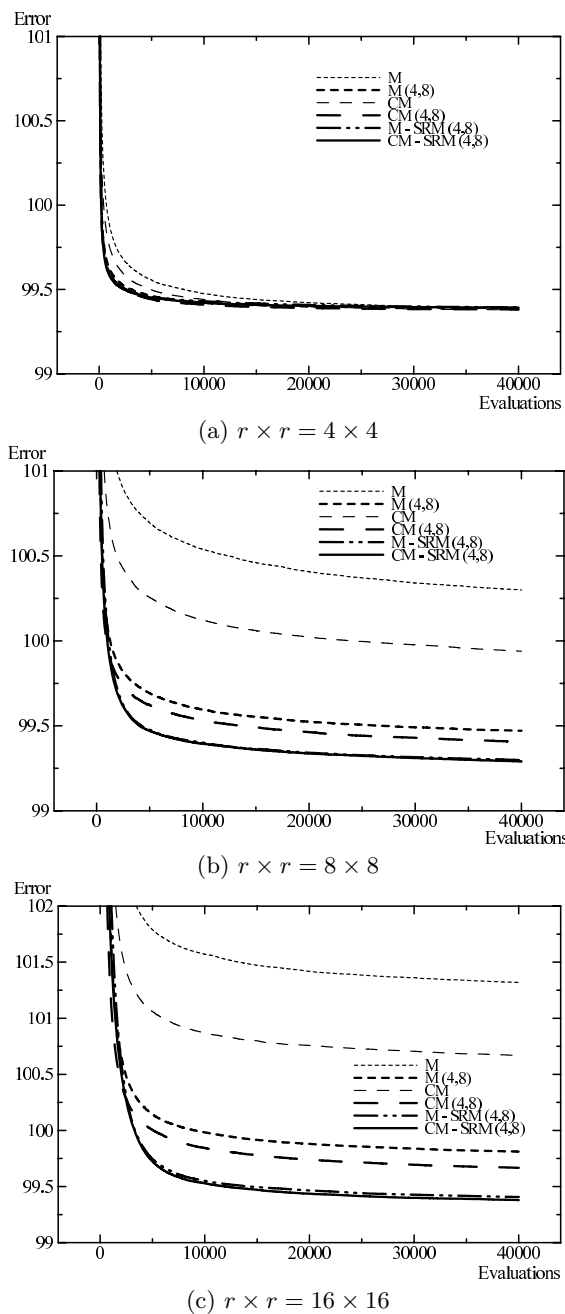 Error
101
100.5
100
99.5
99
M
M (4,8)
CM
CM (4,8)
M - SRM (4,8)
CM - SRM (4,8)
0 10000 20000 30000 40000
Evaluations
(a) r × r = 4 × 4
Error
101
100.5
100
99.5
99
M
M (4,8)
CM
CM (4,8)
M - SRM (4,8)
CM - SRM (4,8)
0 10000 20000 30000 40000
Evaluations
(b) r × r = 8 × 8
Error
102
101.5
101
100.5
100
99.5
99
M
M (4,8)
CM
CM (4,8)
M - SRM (4,8)
CM - SRM (4,8)
0 10000 20000 30000 40000
Evaluations
(c) r × r = 16 × 16